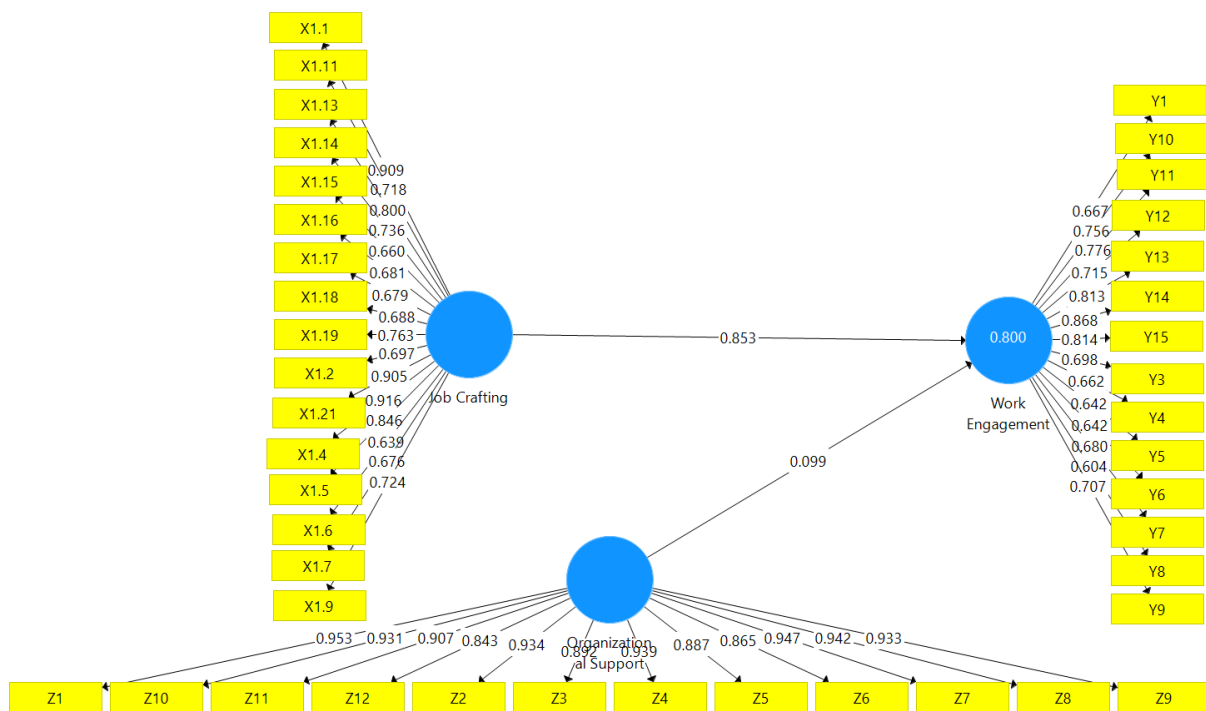 X1.1
X1.11
X1.13
X1.14
X1.15
X1.16
X1.17
X1.18
X1.19
X1.2
X1.21
X1.4
X1.5
X1.6
X1.7
X1.9
0.909
0.718
0.800
0.736
0.660
0.681
0.679
0.688
0.763
0.697
0.905
0.916
0.846
0.639
0.676
0.724
Job Crafting
0.853
0.099
0.800
Work
Engagement
0.667
0.756
0.776
0.715
0.813
0.868
0.814
0.698
0.662
0.642
0.642
0.680
0.604
0.707
Y1
Y10
Y11
Y12
Y13
Y14
Y15
Y3
Y4
Y5
Y6
Y7
Y8
Y9
Organization
al Support
0.953
0.931
0.907
0.843
0.934
0.892
0.939
0.887
0.865
0.947
0.942
0.933
Z1
Z10
Z11
Z12
Z2
Z3
Z4
Z5
Z6
Z7
Z8
Z9